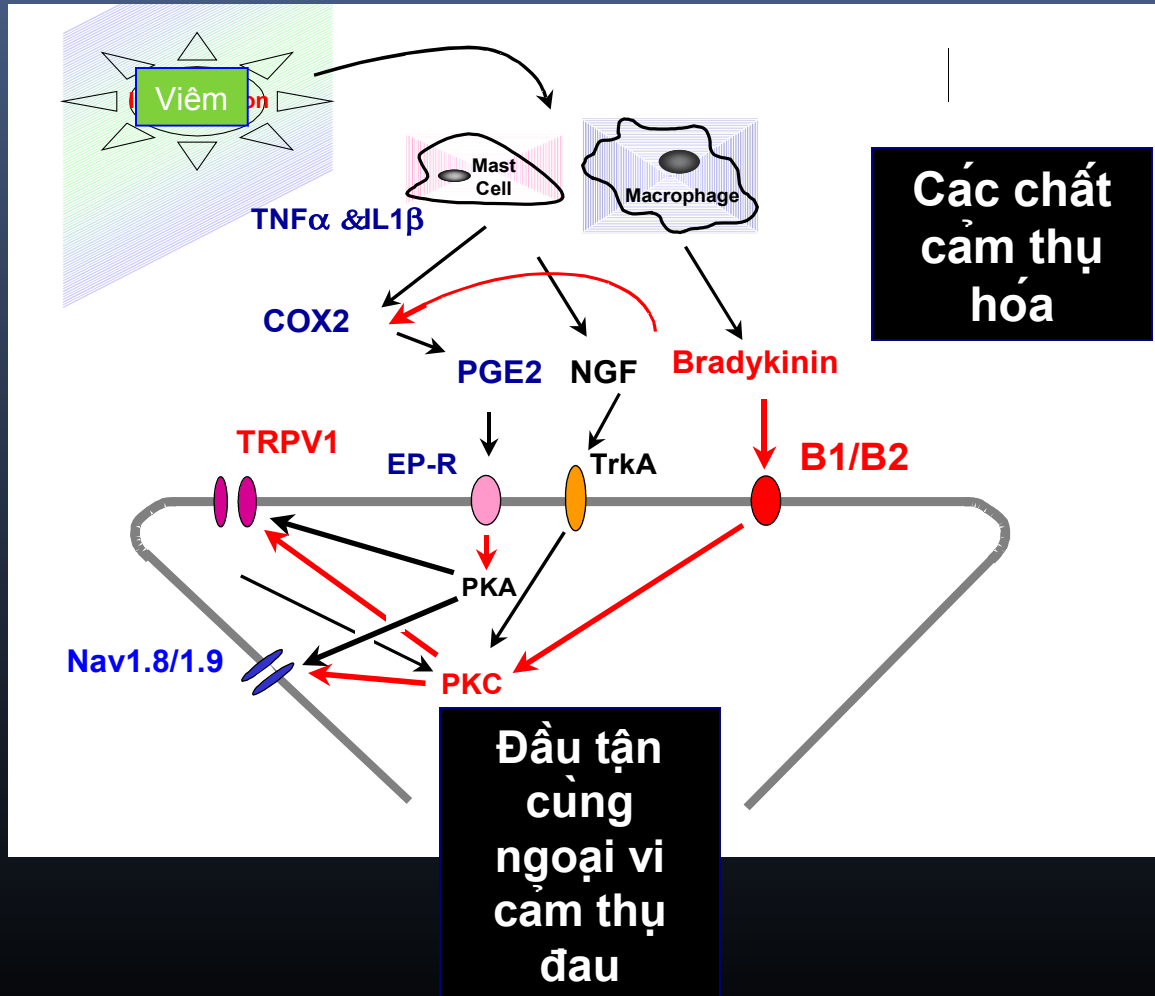 Viêm
on
Mast
Cell
Macrophage
Các chất
cảm thụ
hóa
TNFα &IL1β
COX2
PGE2
NGF
Bradykinin
TRPV1
EP-R
TrkA
B1/B2
PKA
Nav1.8/1.9
PKC
Đầu tận
cùng
ngoại vi
cảm thụ
đau